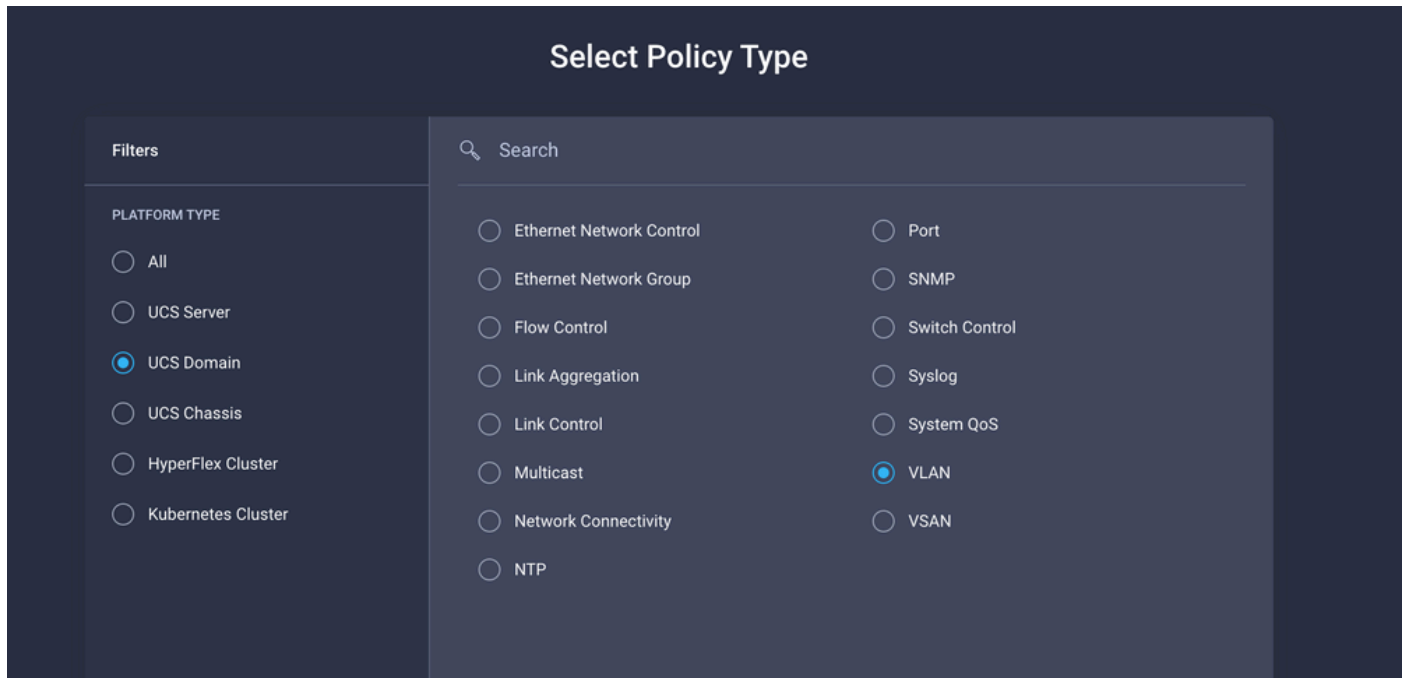 Select Policy Type
Filters
Search
PLATFORM TYPE
All
UCS Server
UCS Domain
UCS Chassis
HyperFlex Cluster
Kubernetes Cluster
Ethernet Network Control
Ethernet Network Group
Flow Control
Link Aggregation
Link Control
Multicast
Network Connectivity
NTP
Port
SNMP
Switch Control
Syslog
System QoS
VLAN
VSAN